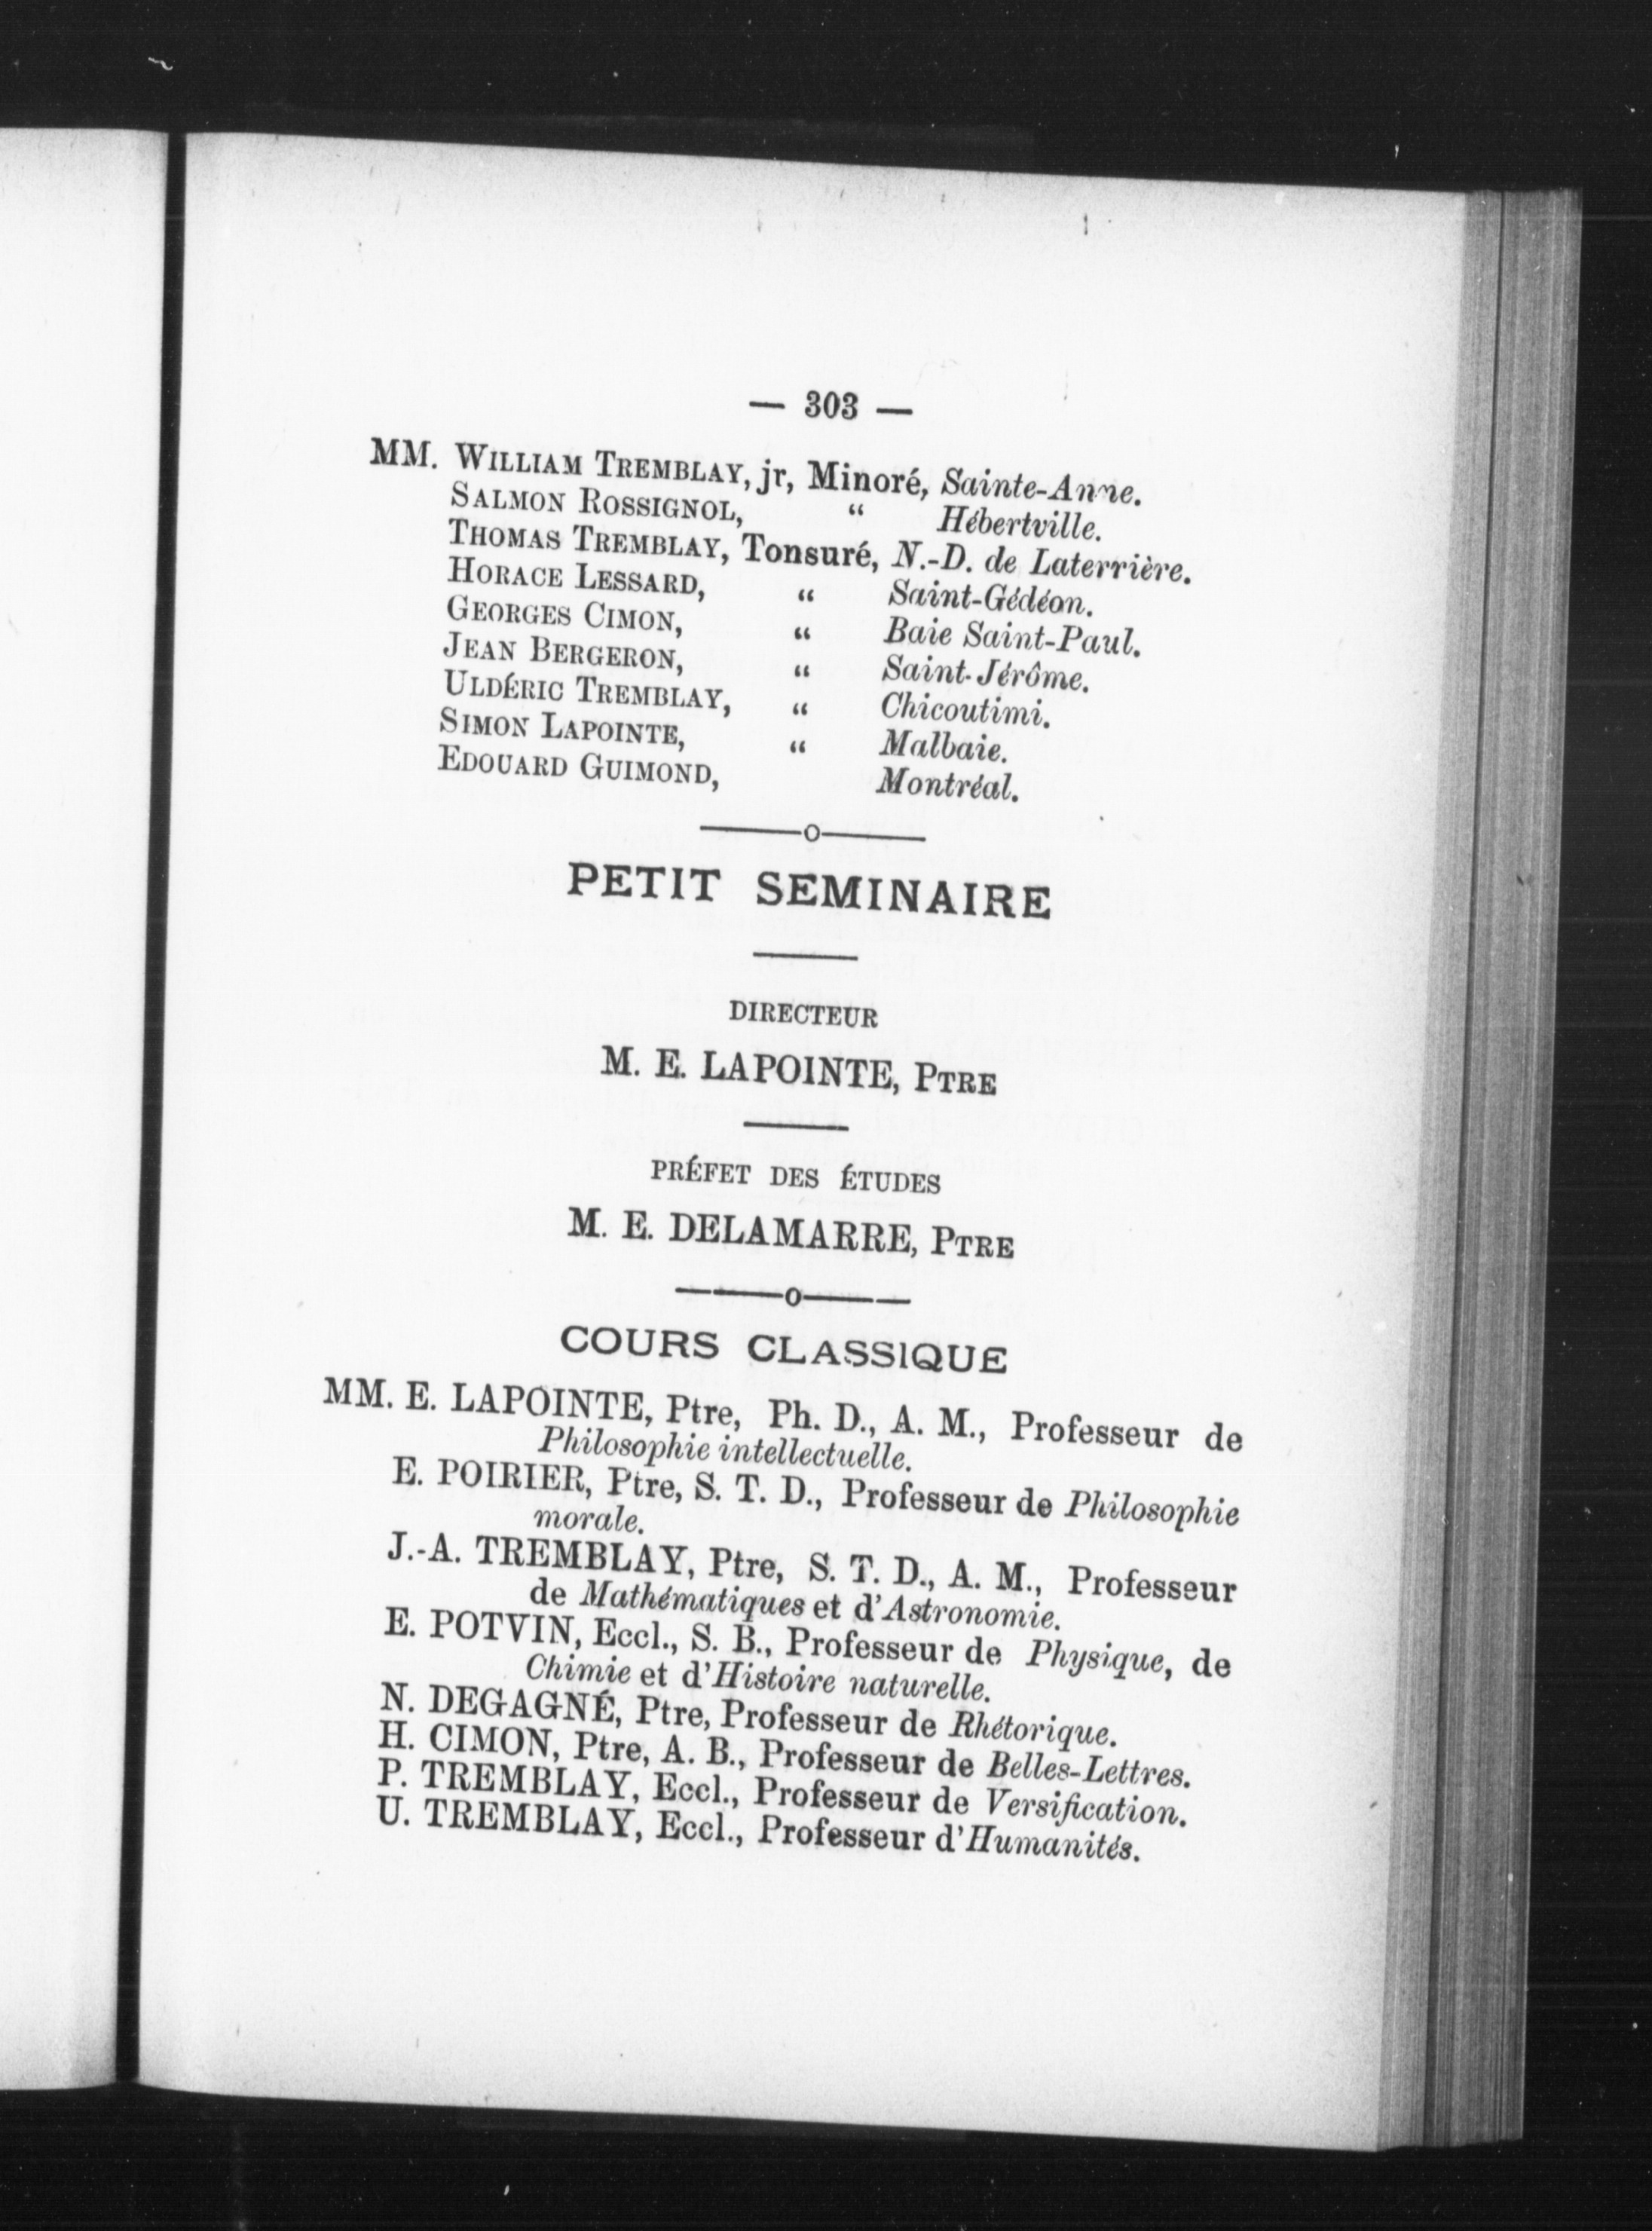 — 303 —
MM. WILLIAM TREMBLAY, jr, Minoré, Sainte-Anne.
SALMON ROSSIGNOL, “ Hébertville.
THOMAS TREMBLAY, Tonsuré, N.-D. de Laterrière.
HORACE LESSARD, “ Saint-Gédéon.
GEORGES CIMON, “ Baie Saint-Paul.
JEAN BERGERON, “ Saint-Jérôme.
ULDÉRIC TREMBLAY, “ Chicoutimi.
SIMON LAPOINTE, “ Malbaie.
EDOUARD GUIMOND, Montréal.
PETIT SEMINAIRE
DIRECTEUR
M. E. LAPOINTE, PTRE
PRÉFET DES ÉTUDES
M. E. DELAMARRE, PTRE
COURS CLASSIQUE
MM. E. LAPOINTE, Ptre, Ph. D., A. M., Professeur de
Philosophie intellectuelle.
E. POIRIER, Ptre, S. T. D., Professeur de Philosophie
morale.
J.-A. TREMBLAY, Ptre, S. T. D., A. M., Professeur
de Mathématiques et d'Astronomie.
E. POTVIN, Eccl., S. B., Professeur de Physique, de
Chimie et d'Histoire naturelle.
N. DEGAGNÉ, Ptre, Professeur de Rhétorique.
H. CIMON, Ptre, A. B., Professeur de Belles-Lettres.
P. TREMBLAY, Eccl., Professeur de Versification.
U. TREMBLAY, Eccl., Professeur d'Humanités.